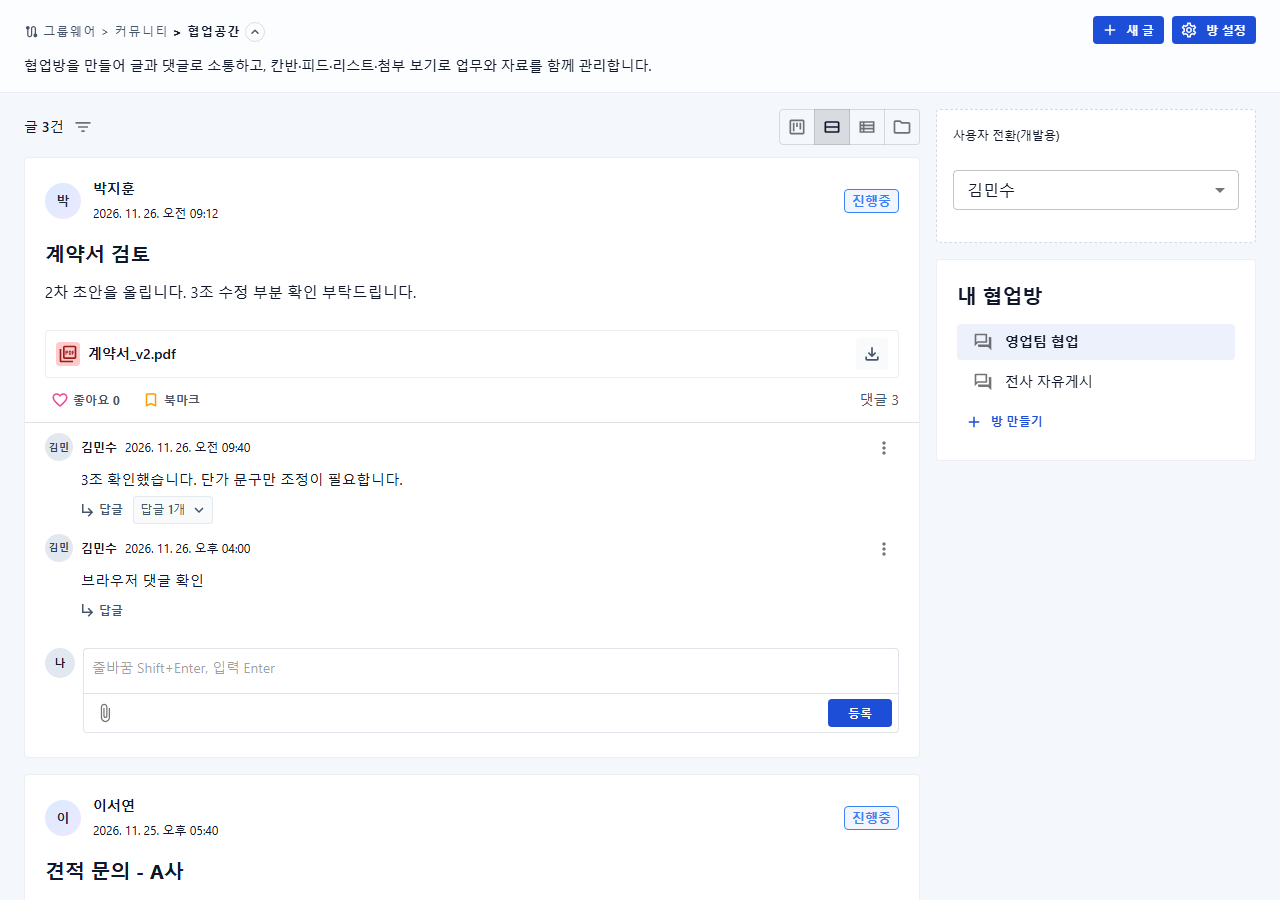 그룹웨어 > 커뮤니티 > 협업공간
새 글
방 설정
협업방을 만들어 글과 댓글로 소통하고, 칸반·피드·리스트·첨부 보기로 업무와 자료를 함께 관리합니다.
글 3건
박
박지훈
2026. 11. 26. 오전 09:12
진행중
계약서 검토
2차 초안을 올립니다. 3조 수정 부분 확인 부탁드립니다.
PDF
계약서_v2.pdf
좋아요 0
북마크
댓글 3
김민
김민수 2026. 11. 26. 오전 09:40
3조 확인했습니다. 단가 문구만 조정이 필요합니다.
답글
답글 1개
김민
김민수 2026. 11. 26. 오후 04:00
브라우저 댓글 확인
답글
나
줄바꿈 Shift+Enter, 입력 Enter
등록
이
이서연
2026. 11. 25. 오후 05:40
진행중
견적 문의 - A사
사용자 전환(개발용)
김민수
내 협업방
영업팀 협업
전사 자유게시
방 만들기